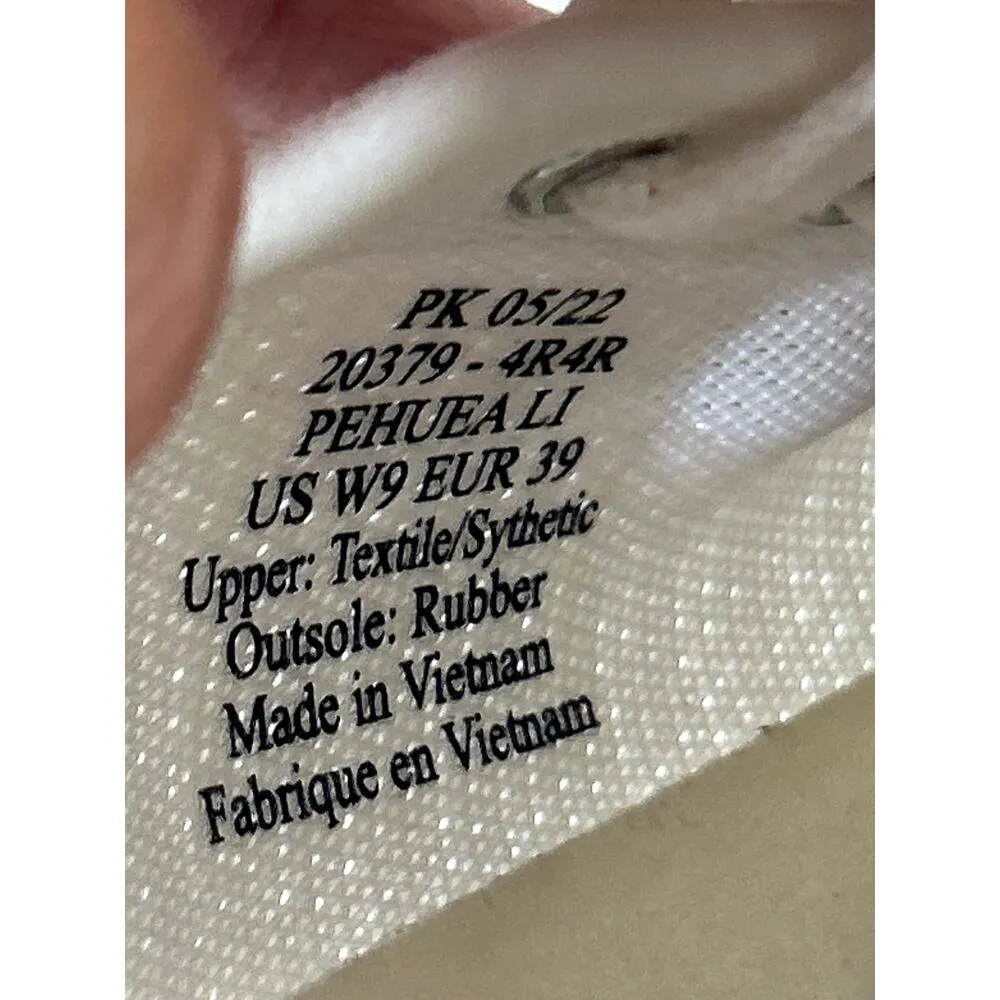 PK 05/22
20379 - 4R4R
PEHUEA LI
US W9 EUR 39
Upper: Textile/Sythetic
Outsole: Rubber
Made in Vietnam
Fabrique en Vietnam